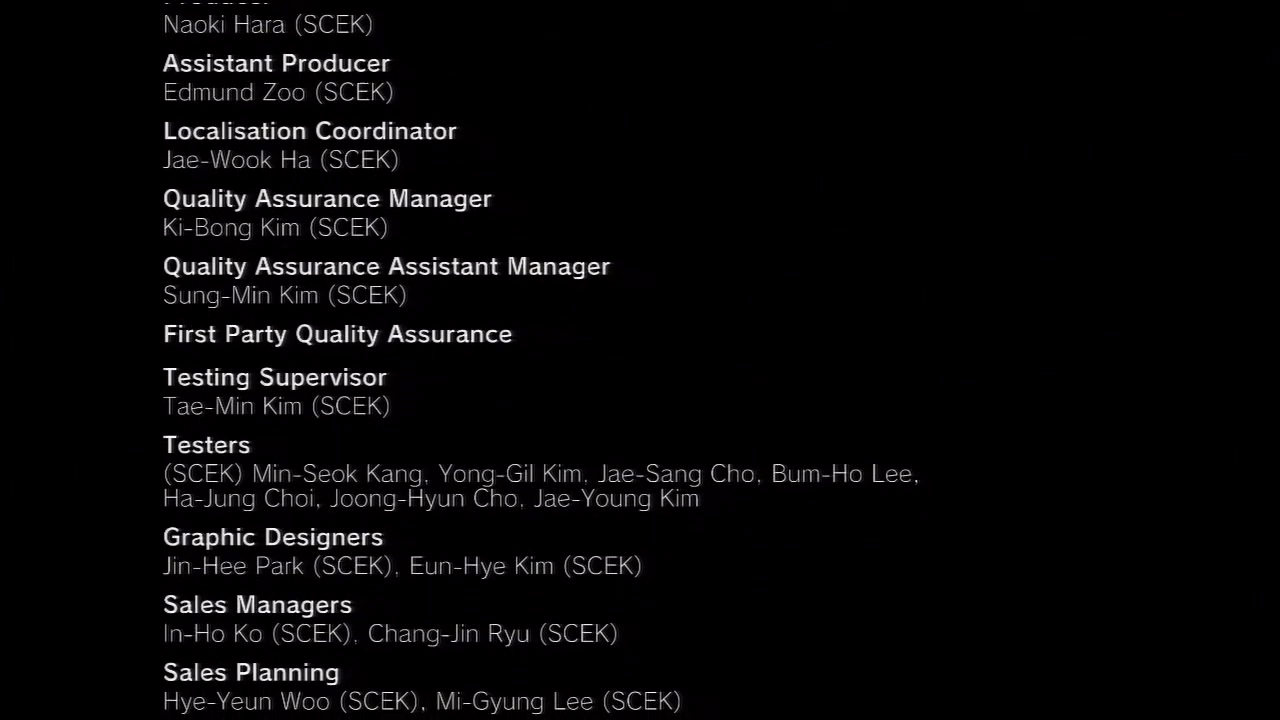 Producer
Naoki Hara (SCEK)
Assistant Producer
Edmund Zoo (SCEK)
Localisation Coordinator
Jae-Wook Ha (SCEK)
Quality Assurance Manager
Ki-Bong Kim (SCEK)
Quality Assurance Assistant Manager
Sung-Min Kim (SCEK)
First Party Quality Assurance
Testing Supervisor
Tae-Min Kim (SCEK)
Testers
(SCEK) Min-Seok Kang, Yong-Gil Kim, Jae-Sang Cho, Bum-Ho Lee,
Ha-Jung Choi, Joong-Hyun Cho, Jae-Young Kim
Graphic Designers
Jin-Hee Park (SCEK), Eun-Hye Kim (SCEK)
Sales Managers
In-Ho Ko (SCEK), Chang-Jin Ryu (SCEK)
Sales Planning
Hye-Yeun Woo (SCEK), Mi-Gyung Lee (SCEK)